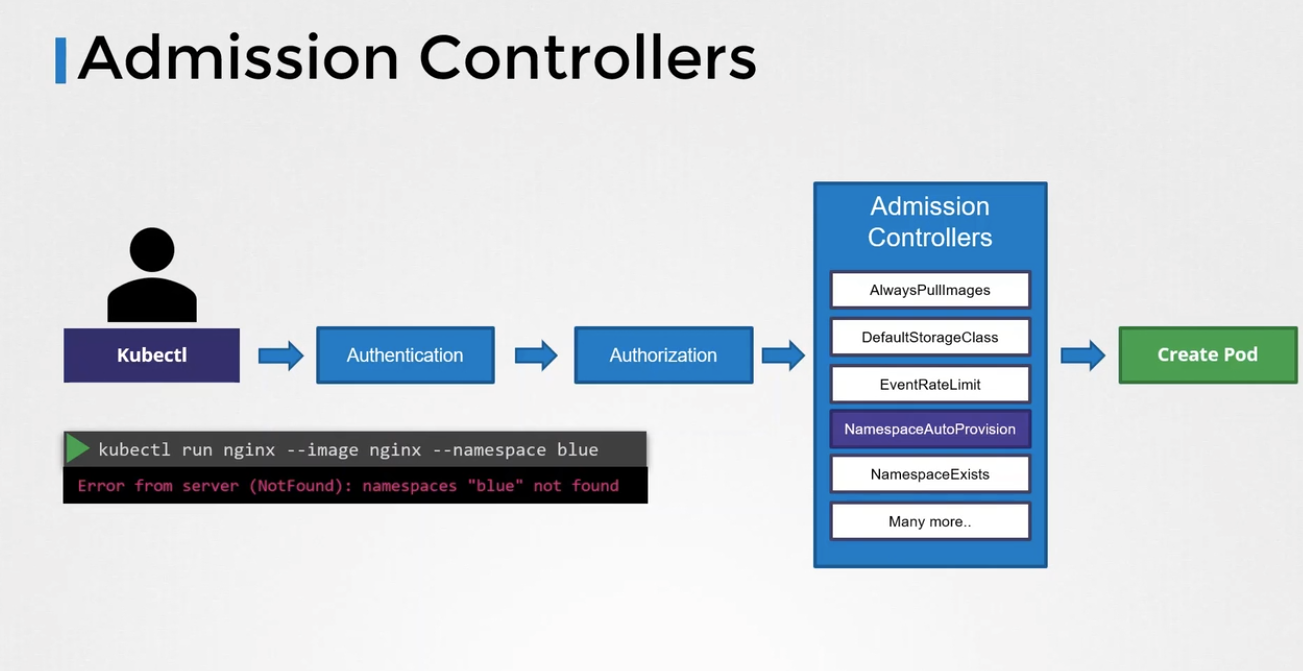 Admission Controllers
Kubectl
Authentication
Authorization
Admission
Controllers
AlwaysPullImages
DefaultStorageClass
EventRateLimit
NamespaceAutoProvision
NamespaceExists
Many more..
Create Pod
kubectl run nginx --image nginx --namespace blue
Error from server (NotFound): namespaces "blue" not found